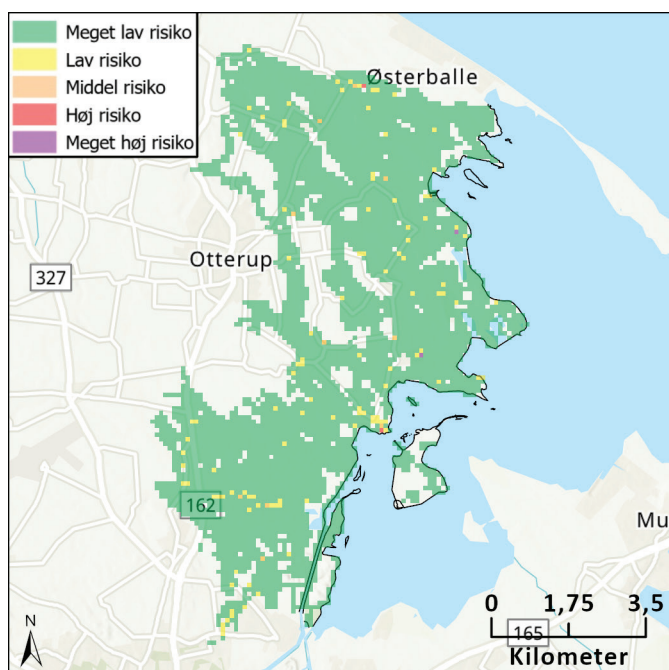 Meget lav risiko
Lav risiko
Middel risiko
Høj risiko
Meget høj risiko
Østerballe
Otterup
327
162
Mu
N
0 1,75 3,5
165
Kilometer